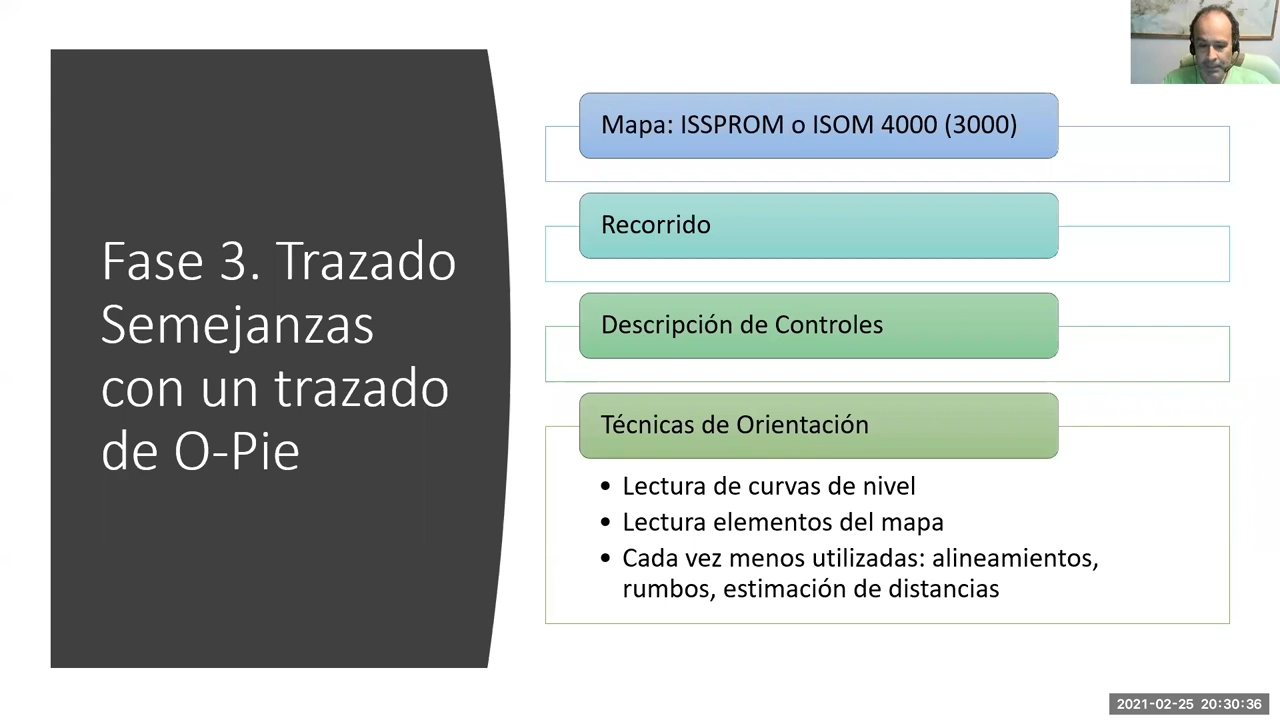 Fase 3. Trazado
Semejanzas
con un trazado
de O-Pie
Mapa: ISSPROM o ISOM 4000 (3000)
Recorrido
Descripción de Controles
Técnicas de Orientación
• Lectura de curvas de nivel
• Lectura elementos del mapa
• Cada vez menos utilizadas: alineamientos,
rumbos, estimación de distancias
2021-02-25 20:30:36